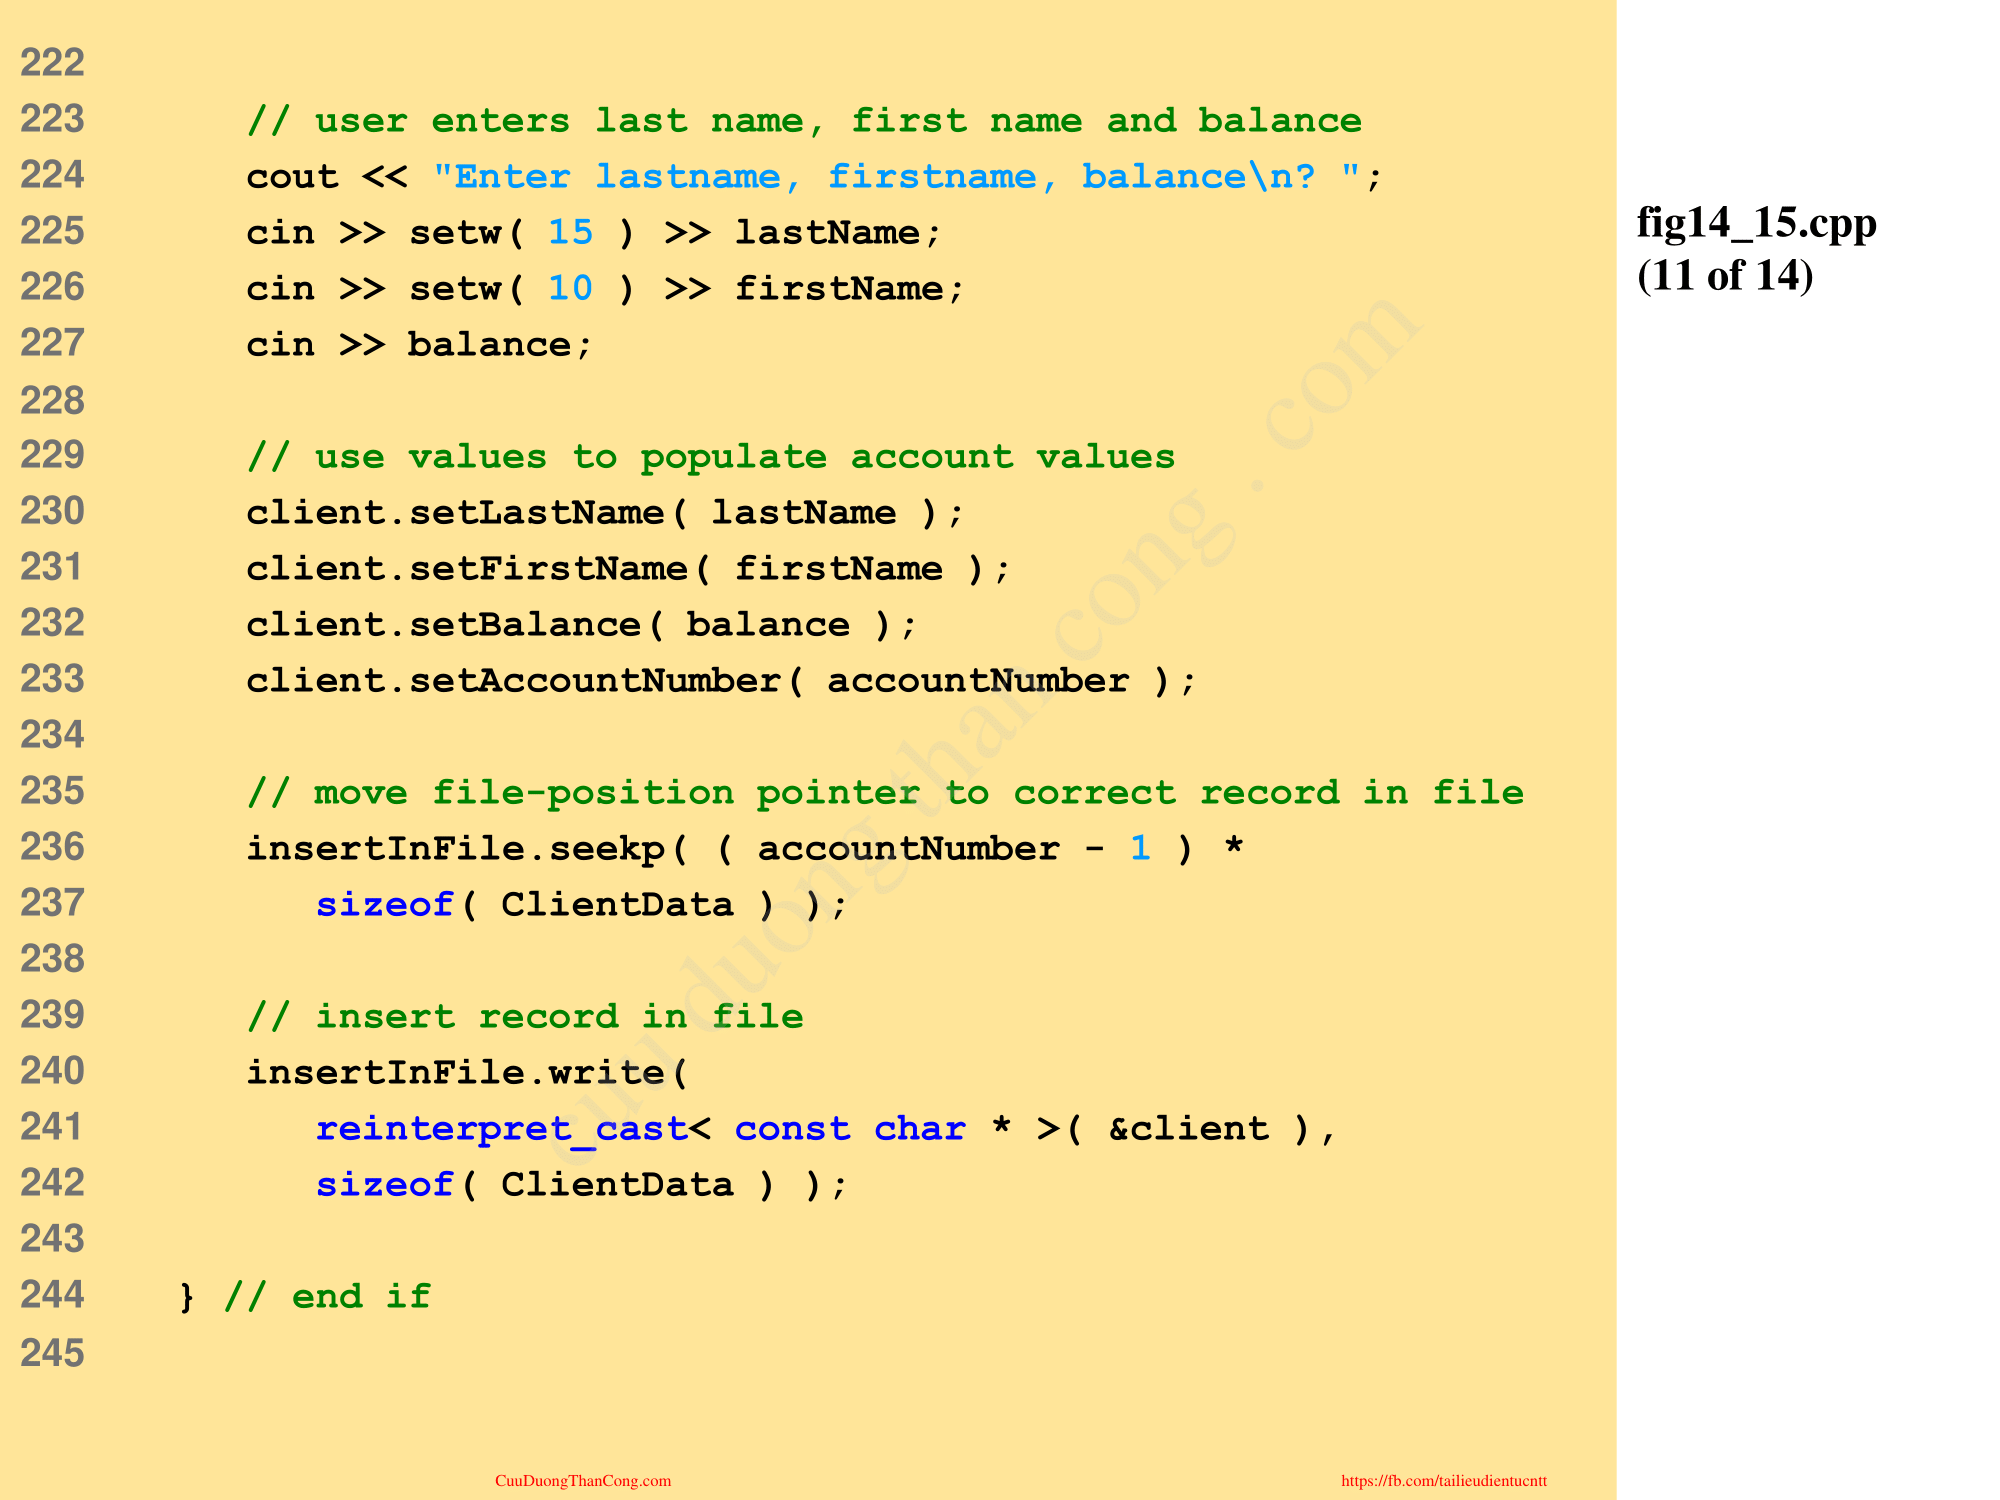 222
223 // user enters last name, first name and balance
224 cout << "Enter lastname, firstname, balance\n? ";
225 cin >> setw( 15 ) >> lastName;
226 cin >> setw( 10 ) >> firstName;
227 cin >> balance;
228
229 // use values to populate account values
230 client.setLastName( lastName );
231 client.setFirstName( firstName );
232 client.setBalance( balance );
233 client.setAccountNumber( accountNumber );
234
235 // move file-position pointer to correct record in file
236 insertInFile.seekp( ( accountNumber - 1 ) *
237 sizeof( ClientData ) );
238
239 // insert record in file
240 insertInFile.write(
241 reinterpret_cast< const char * >( &client ),
242 sizeof( ClientData ) );
243
244 } // end if
245
fig14_15.cpp
(11 of 14)
cuu duong than cong . com
CuuDuongThanCong.com
https://fb.com/tailieudientucntt